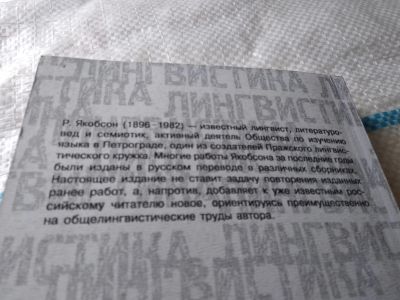 ЛИНГВИСТИКА ЛИ
ТИКА ЛИНГВИС
Р. Якобсон (1896–1982) — известный лингвист, литературо-
вед и семиотик, активный деятель Общества по изучению
языка в Петрограде, один из создателей Пражского лингвис-
тического кружка. Многие работы Якобсона за последние годы
были изданы в русском переводе в различных сборниках.
Настоящее издание не ставит задачу повторения изданных
ранее работ, а, напротив, добавляет к уже известным рос-
сийскому читателю новое, ориентируясь преимущественно
на общелингвистические труды автора.
ВИСТИКА ЛИНГВИСТИ
ЛИНГВИСТИКА